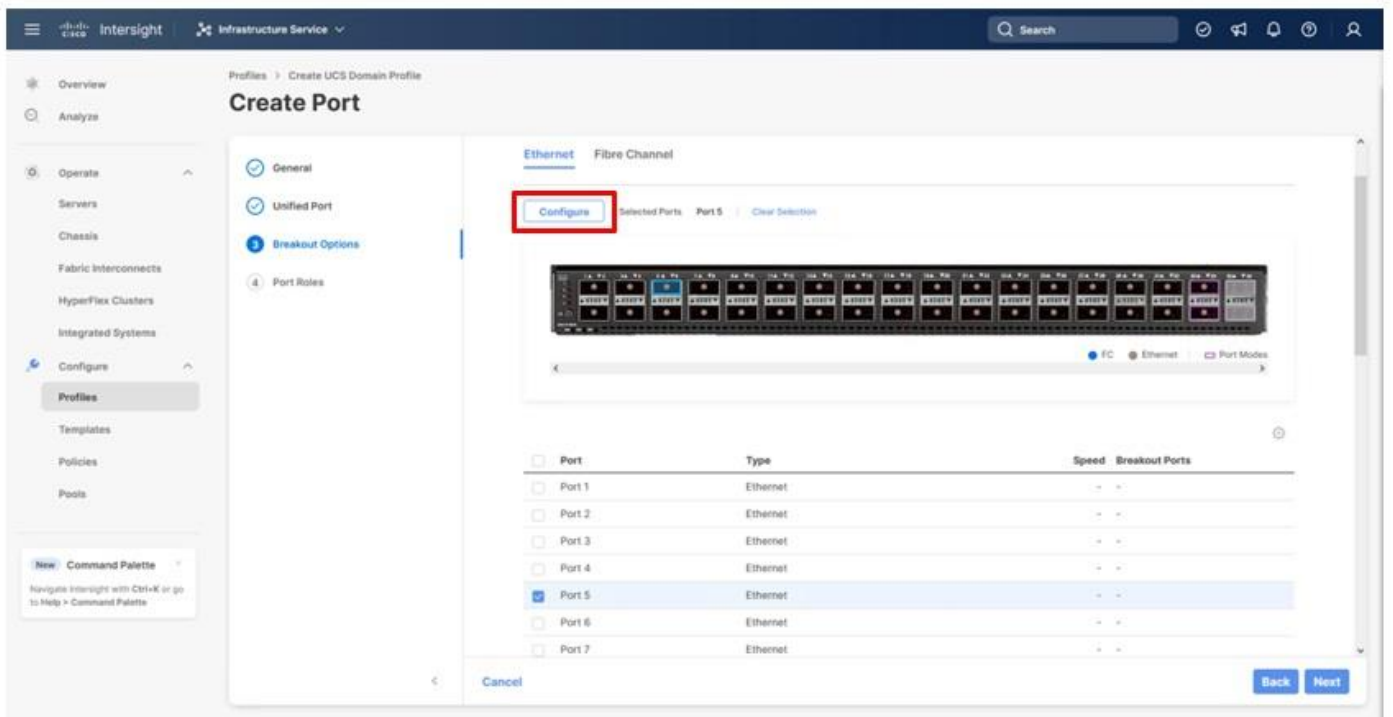 cisco Intersight Infrastructure Service Search
Overview
Analyze
Operate
Servers
Chassis
Fabric Interconnects
HyperFlex Clusters
Integrated Systems
Configure
Profiles
Templates
Policies
Pools
New Command Palette
Navigate Intersight with Ctrl+K or go
to Help > Command Palette
Profiles > Create UCS Domain Profile
Create Port
General
Unified Port
3 Breakout Options
4 Port Roles
Ethernet Fibre Channel
Configure Selected Ports Port 5 Clear Selection
FC Ethernet Port Modes
Port Type Speed Breakout Ports
Port 1 Ethernet - -
Port 2 Ethernet - -
Port 3 Ethernet - -
Port 4 Ethernet - -
Port 5 Ethernet - -
Port 6 Ethernet - -
Port 7 Ethernet - -
Cancel Back Next